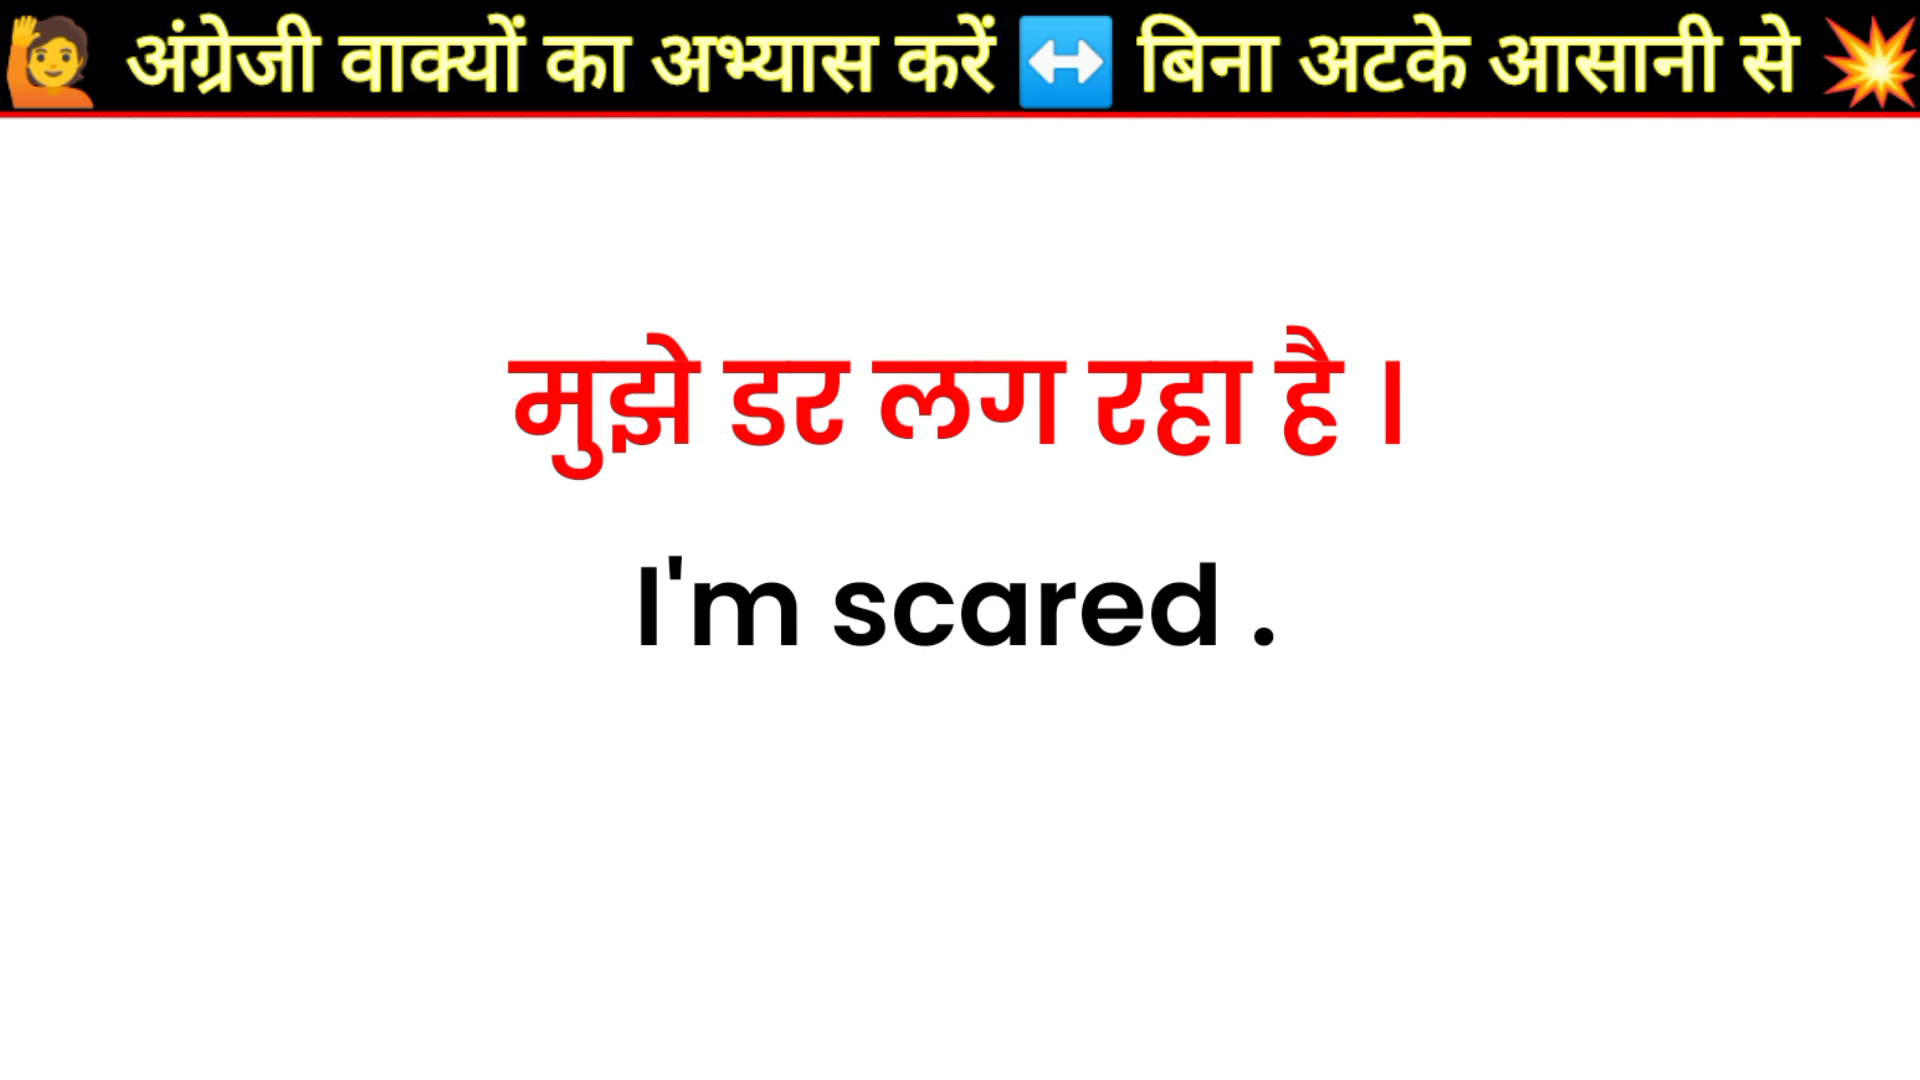 🙋 अंग्रेजी वाक्यों का अभ्यास करें ↔️ बिना अटके आसानी से 💥
मुझे डर लग रहा है ।
I'm scared .